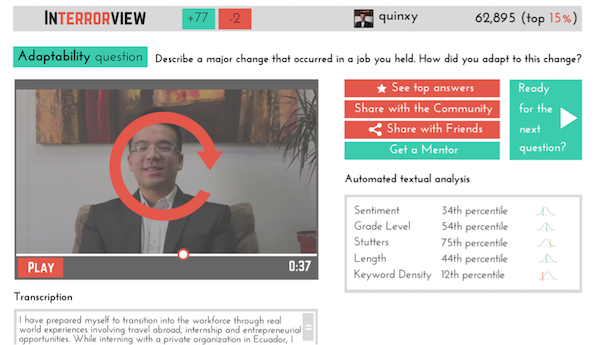 INTERRORVIEW +77 -2 quinxy 62,895 (top 15%)
Adaptability question Describe a major change that occurred in a job you held. How did you adapt to this change?
PLAY 0:37
See top answers
Share with the Community
Share with Friends
Get a Mentor
Ready
for the
next
question?
Automated textual analysis
Sentiment 34th percentile
Grade Level 54th percentile
Stutters 75th percentile
Length 44th percentile
Keyword Density 12th percentile
Transcription
I have prepared myself to transition into the workforce through real
world experiences involving travel abroad, internship and entrepreneurial
opportunities. While interning with a private organization in Ecuador, I